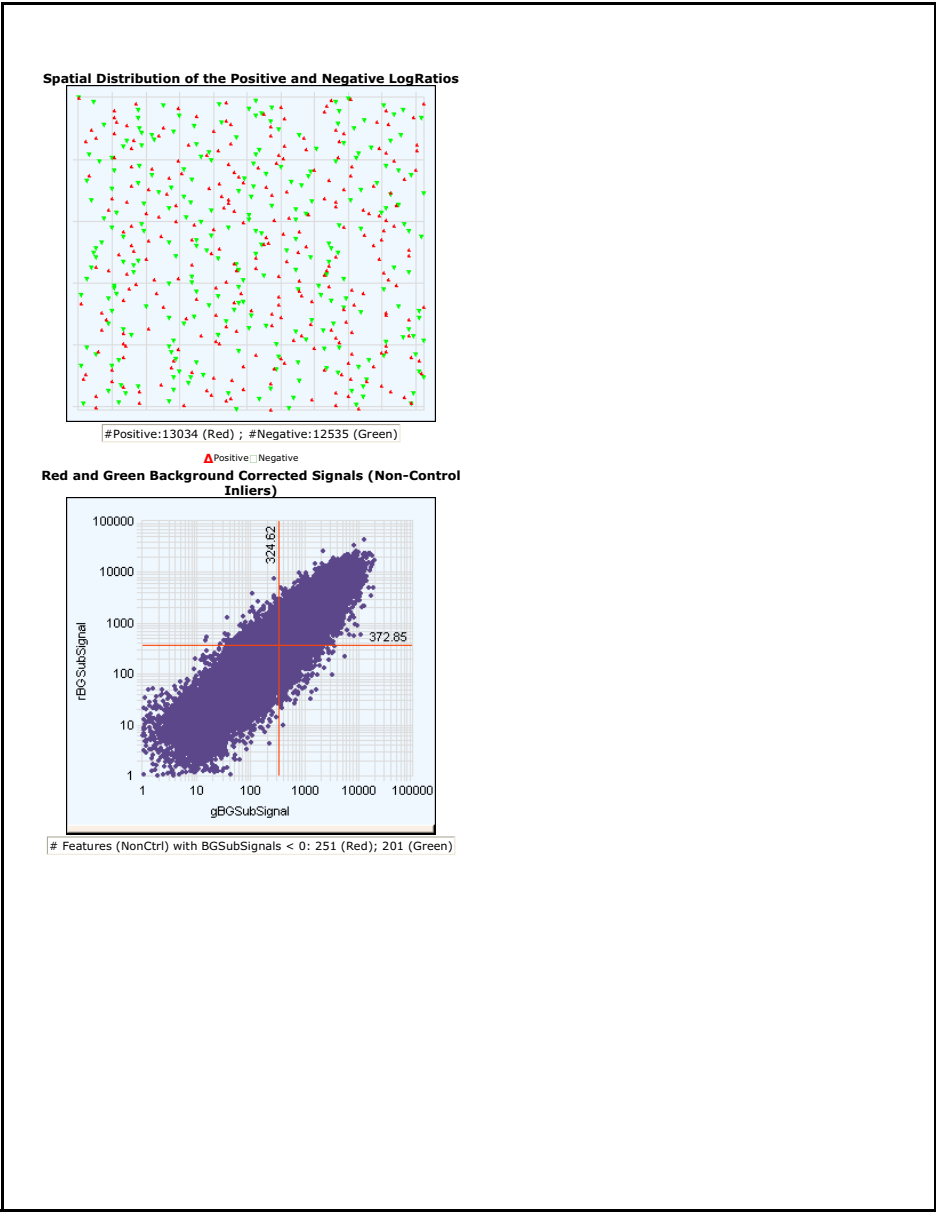 Spatial Distribution of the Positive and Negative LogRatios
#Positive:13034 (Red) ; #Negative:12535 (Green)
Positive Negative
Red and Green Background Corrected Signals (Non-Control
Inliers)
100000
10000
1000
100
10
1
rBGSubSignal
324.62
372.85
1 10 100 1000 10000 100000
gBGSubSignal
# Features (NonCtrl) with BGSubSignals < 0: 251 (Red); 201 (Green)